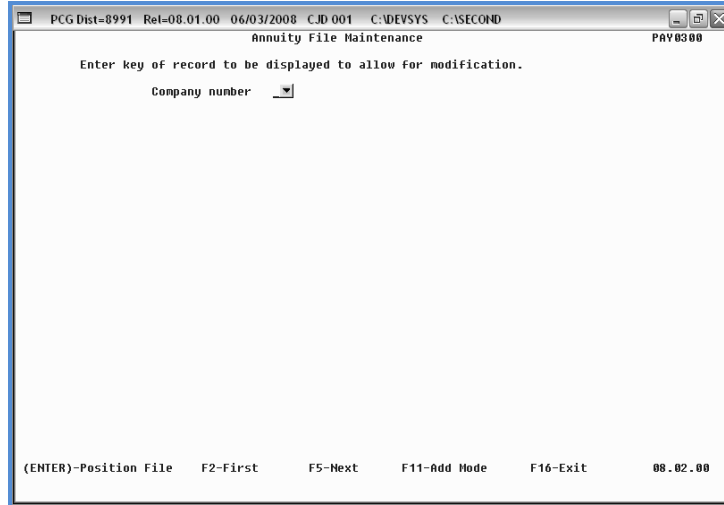 PCG Dist=8991 Rel=08.01.00 06/03/2008 CJD 001 C:\DEVSYS C:\SECOND
Annuity File Maintenance PAY0300
Enter key of record to be displayed to allow for modification.
Company number _
(ENTER)-Position File F2-First F5-Next F11-Add Mode F16-Exit 08.02.00